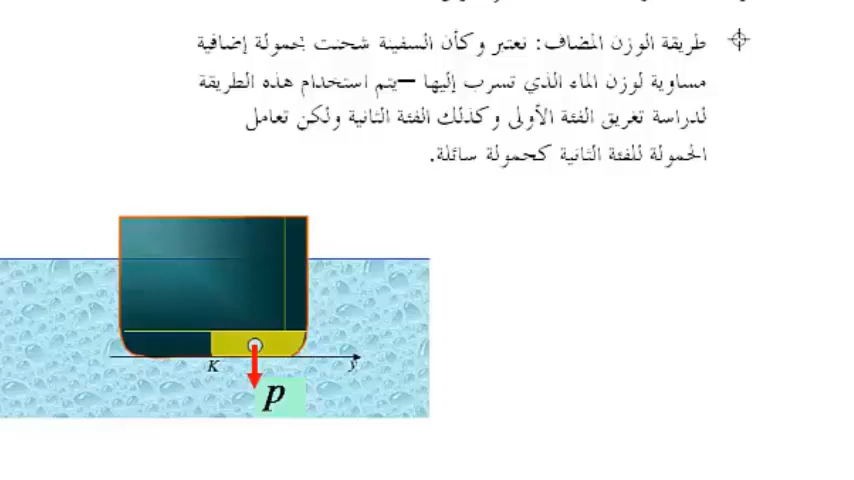 طريقة الوزن المضاف: نعتبر وكأن السفينة شحنت بحمولة إضافية
مساوية لوزن الماء الذي تسرب إليها –يتم استخدام هذه الطريقة
لدراسة تغريق الفئة الأولى وكذلك الفئة الثانية ولكن تعامل
الحمولة للفئة الثانية كحمولة سائلة.
K
y
p